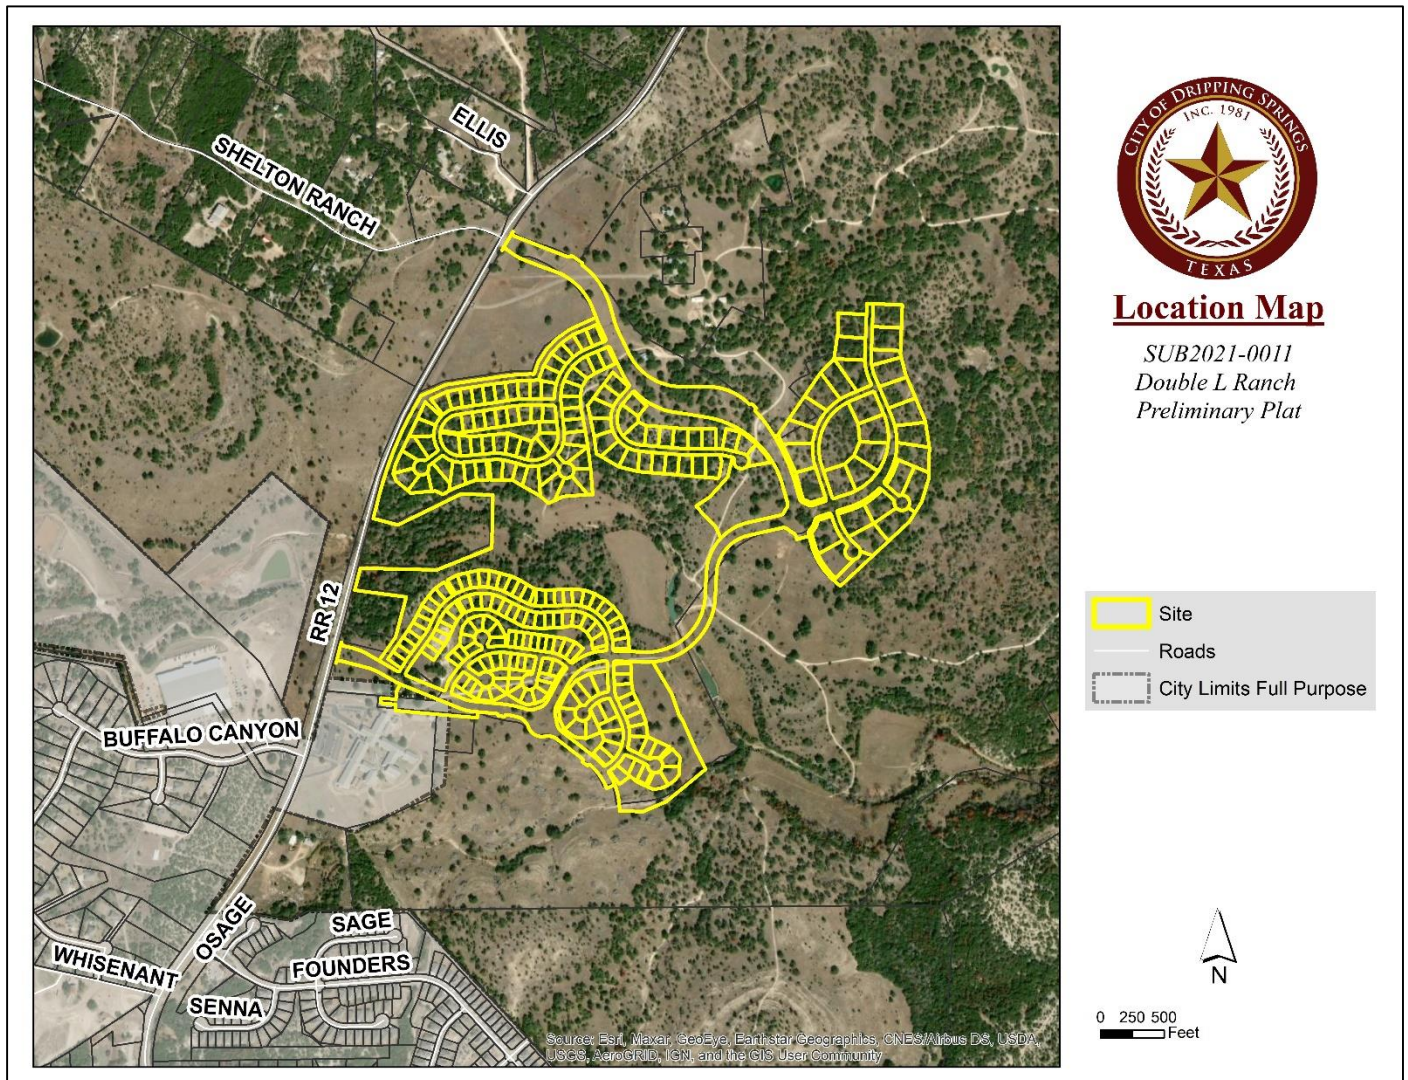 ELLIS
SHELTON RANCH
RR 12
BUFFALO CANYON
OSAGE
SAGE
WHISENANT
FOUNDERS
SENNA
Source: Esri, Maxar, GeoEye, Earthstar Geographics, CNES/Airbus DS, USDA,
USGS, AeroGRID, IGN, and the GIS User Community
CITY OF DRIPPING SPRINGS
INC. 1981
TEXAS
Location Map
SUB2021-0011
Double L Ranch
Preliminary Plat
Site
Roads
City Limits Full Purpose
N
0 250 500
Feet